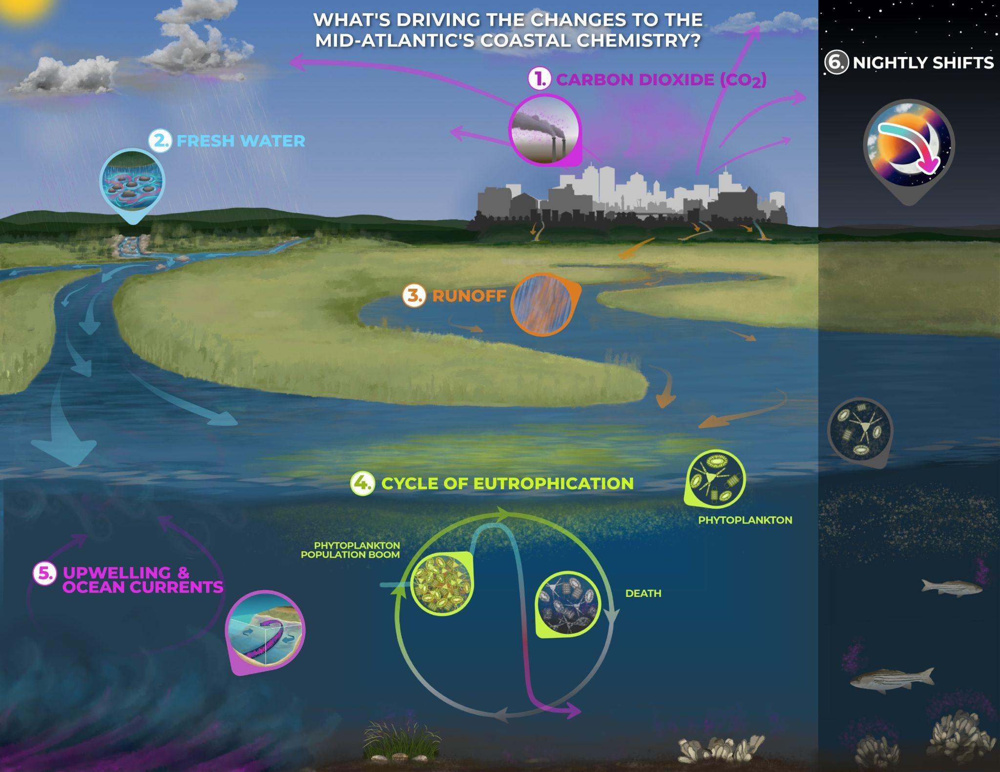 WHAT'S DRIVING THE CHANGES TO THE
MID-ATLANTIC'S COASTAL CHEMISTRY?
1. CARBON DIOXIDE (CO₂)
2. FRESH WATER
3. RUNOFF
4. CYCLE OF EUTROPHICATION
PHYTOPLANKTON
PHYTOPLANKTON
POPULATION BOOM
DEATH
5. UPWELLING &
OCEAN CURRENTS
6. NIGHTLY SHIFTS